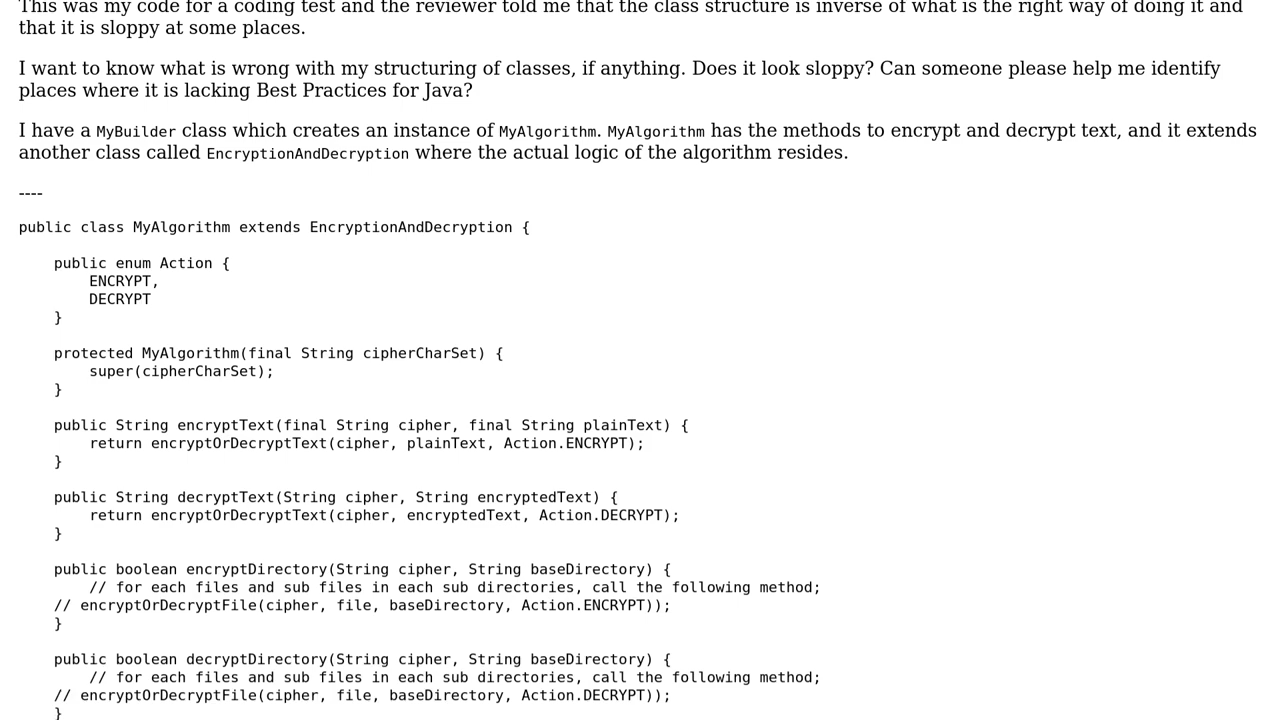 This was my code for a coding test and the reviewer told me that the class structure is inverse of what is the right way of doing it and
that it is sloppy at some places.
I want to know what is wrong with my structuring of classes, if anything. Does it look sloppy? Can someone please help me identify
places where it is lacking Best Practices for Java?
I have a MyBuilder class which creates an instance of MyAlgorithm. MyAlgorithm has the methods to encrypt and decrypt text, and it extends
another class called EncryptionAndDecryption where the actual logic of the algorithm resides.
----
public class MyAlgorithm extends EncryptionAndDecryption {
    public enum Action {
        ENCRYPT,
        DECRYPT
    }
    protected MyAlgorithm(final String cipherCharSet) {
        super(cipherCharSet);
    }
    public String encryptText(final String cipher, final String plainText) {
        return encryptOrDecryptText(cipher, plainText, Action.ENCRYPT);
    }
    public String decryptText(String cipher, String encryptedText) {
        return encryptOrDecryptText(cipher, encryptedText, Action.DECRYPT);
    }
    public boolean encryptDirectory(String cipher, String baseDirectory) {
        // for each files and sub files in each sub directories, call the following method;
    // encryptOrDecryptFile(cipher, file, baseDirectory, Action.ENCRYPT));
    }
    public boolean decryptDirectory(String cipher, String baseDirectory) {
        // for each files and sub files in each sub directories, call the following method;
    // encryptOrDecryptFile(cipher, file, baseDirectory, Action.DECRYPT));
    }